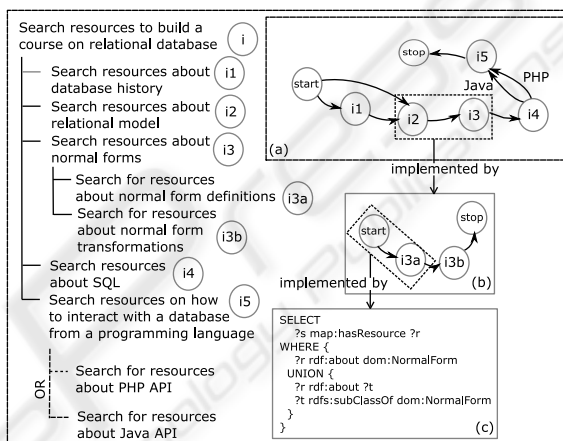 Search resources to build a
course on relational database i
Search resources about
database history i1
Search resources about
relational model i2
Search resources about
normal forms i3
Search for resources
about normal form definitions i3a
Search for resources
about normal form
transformations i3b
Search resources
about SQL i4
Search resources on how
to interact with a database
from a programming language i5
OR
Search for resources
about PHP API
Search for resources
about Java API
stop
i5
PHP
Java
start
i1
i2
i3
i4
(a)
implemented by
start
stop
i3a
i3b
(b)
implemented by
SELECT
?s map:hasResource ?r
WHERE {
?r rdf:about dom:NormalForm
UNION {
?r rdf:about ?t
?t rdfs:subClassOf dom:NormalForm
}
}
(c)